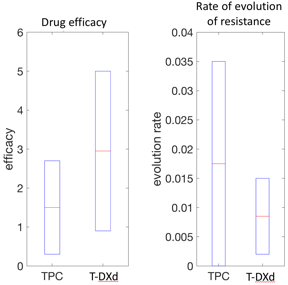 Drug efficacy
6
5
4
3
2
1
0
efficacy
TPC
T-DXd
Rate of evolution
of resistance
0.04
0.035
0.03
0.025
0.02
0.015
0.01
0.005
0
evolution rate
TPC
T-DXd